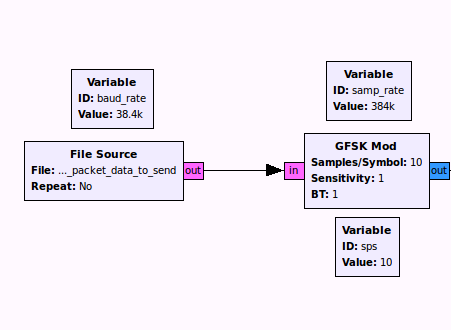 Variable
ID: baud_rate
Value: 38.4k
Variable
ID: samp_rate
Value: 384k
File Source
File: ..._packet_data_to_send
Repeat: No
out
in
GFSK Mod
Samples/Symbol: 10
Sensitivity: 1
BT: 1
out
Variable
ID: sps
Value: 10